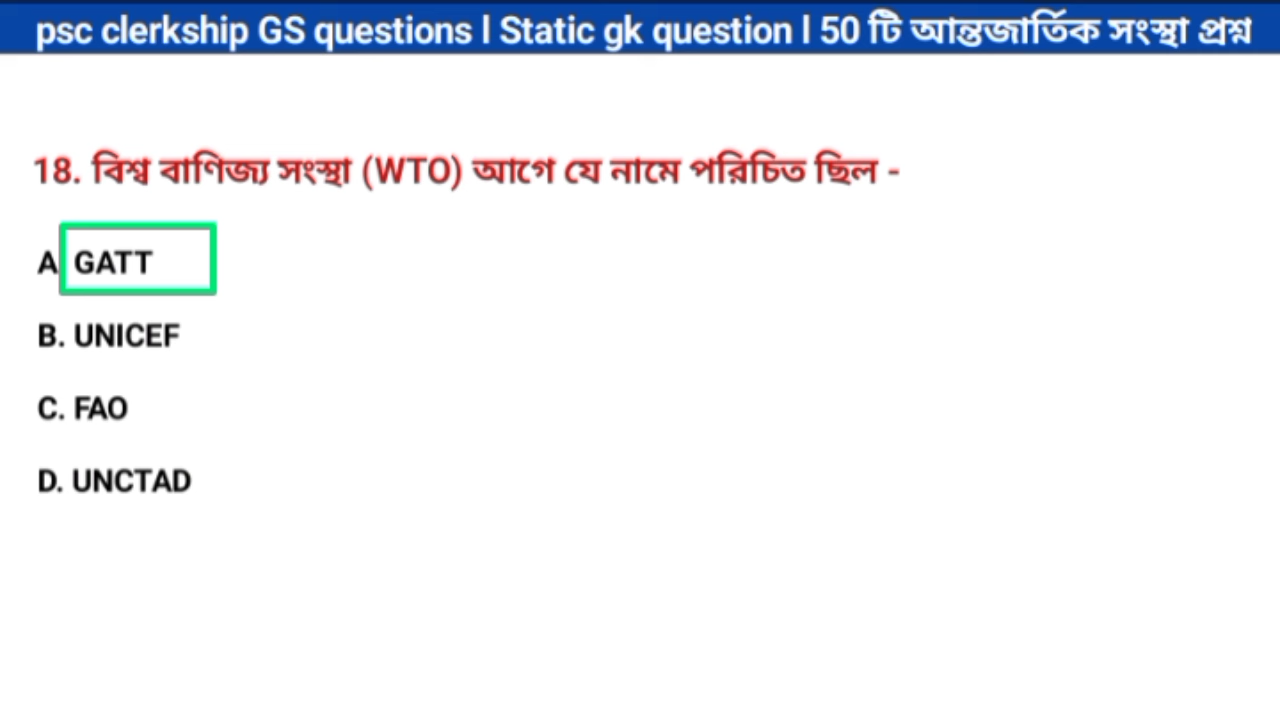 psc clerkship GS questions l Static gk question l 50 টি আন্তজার্তিক সংস্থা প্রশ্ন
18. বিশ্ব বাণিজ্য সংস্থা (WTO) আগে যে নামে পরিচিত ছিল -
A GATT
B. UNICEF
C. FAO
D. UNCTAD